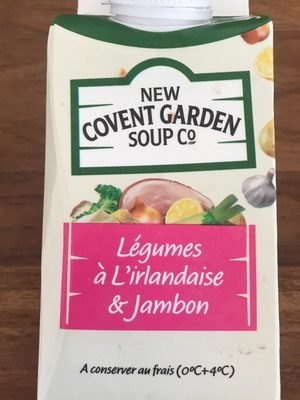 NEW
COVENT GARDEN
SOUP Co
Légumes
à L'irlandaise
& Jambon
A conserver au frais (0ºC+4ºC)